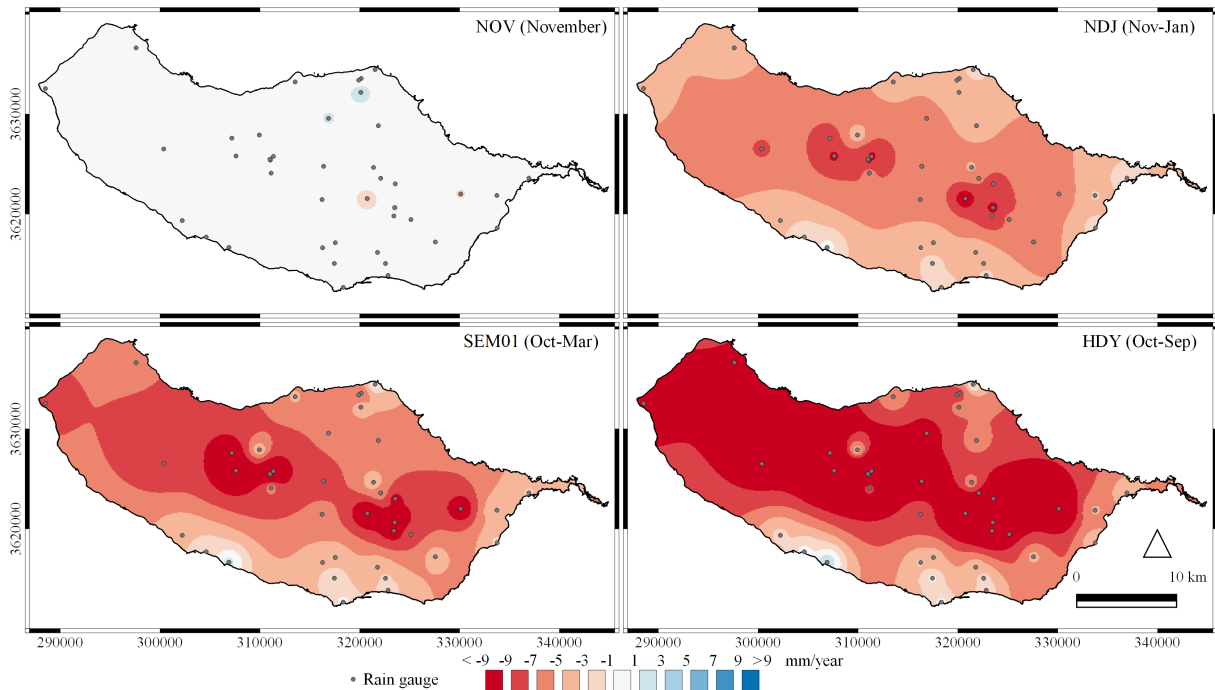 NOV (November)
NDJ (Nov-Jan)
3630000
3620000
SEM01 (Oct-Mar)
HDY (Oct-Sep)
3630000
3620000
0 10 km
290000 300000 310000 320000 330000 340000 290000 300000 310000 320000 330000 340000
< -9 -9 -7 -5 -3 -1 1 3 5 7 9 >9 mm/year
Rain gauge